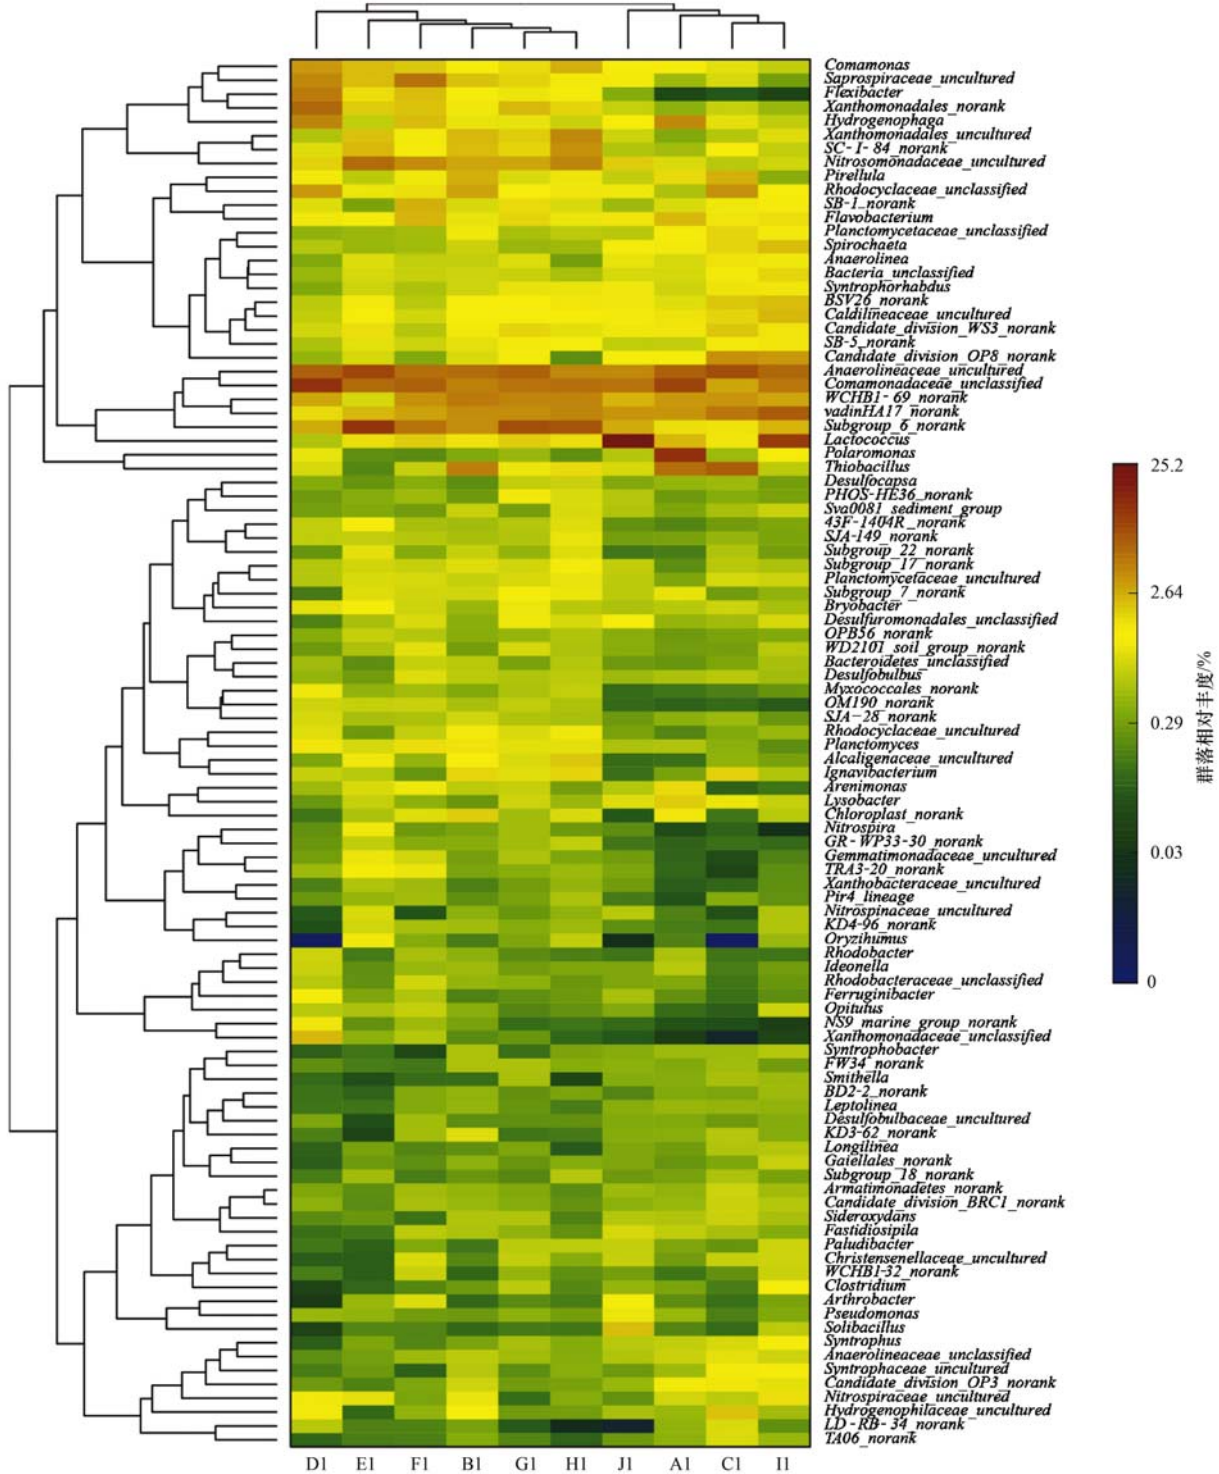 Comamonas
Saprospiraceae_uncultured
Flexibacter
Xanthomonadales_norank
Hydrogenophaga
Xanthomonadales_uncultured
SC-I-84_norank
Nitrosomonadaceae_uncultured
Pirellula
Rhodocyclaceae_unclassified
SB-1_norank
Flavobacterium
Planctomycetaceae_unclassified
Spirochaeta
Anaerolinea
Bacteria_unclassified
Syntrophorhabdus
BSV26_norank
Caldilineaceae_uncultured
Candidate_division_WS3_norank
SB-5_norank
Candidate_division_OP8_norank
Anaerolineaceae_uncultured
Comamonadaceae_unclassified
WCHB1-69_norank
vadinHA17_norank
Subgroup_6_norank
Lactococcus
Polaromonas
Thiobacillus
Desulfocapsa
PHOS-HE36_norank
Sva0081_sediment_group
43F-1404R_norank
SJA-149_norank
Subgroup_22_norank
Subgroup_17_norank
Planctomycetaceae_uncultured
Subgroup_7_norank
Bryobacter
Desulfuromonadales_unclassified
OPB56_norank
WD2101_soil_group_norank
Bacteroidetes_unclassified
Desulfobulbus
Myxococcales_norank
OM190_norank
SJA-28_norank
Rhodocyclaceae_uncultured
Planctomyces
Alcaligenaceae_uncultured
Ignavibacterium
Arenimonas
Lysobacter
Chloroplast_norank
Nitrospira
GR-WP33-30_norank
Gemmatimonadaceae_uncultured
TRA3-20_norank
Xanthobacteraceae_uncultured
Pir4_lineage
Nitrospinaceae_uncultured
KD4-96_norank
Oryzihumus
Rhodobacter
Ideonella
Rhodobacteraceae_unclassified
Ferruginibacter
Opitutus
NS9_marine_group_norank
Xanthomonadaceae_unclassified
Syntrophobacter
FW34_norank
Smithella
BD2-2_norank
Leptolinea
Desulfobulbaceae_uncultured
KD3-62_norank
Longilinea
Gaiellales_norank
Subgroup_18_norank
Armatimonadetes_norank
Candidate_division_BRC1_norank
Sideroxydans
Fastidiosipila
Paludibacter
Christensenellaceae_uncultured
WCHB1-32_norank
Clostridium
Arthrobacter
Pseudomonas
Solibacillus
Syntrophus
Anaerolineaceae_unclassified
Syntrophaceae_uncultured
Candidate_division_OP3_norank
Nitrospiraceae_uncultured
Hydrogenophilaceae_uncultured
LD-RB-34_norank
TA06_norank
D1 E1 F1 B1 G1 H1 J1 A1 C1 I1
25.2
2.64
0.29
0.03
0
群落相对丰度/%